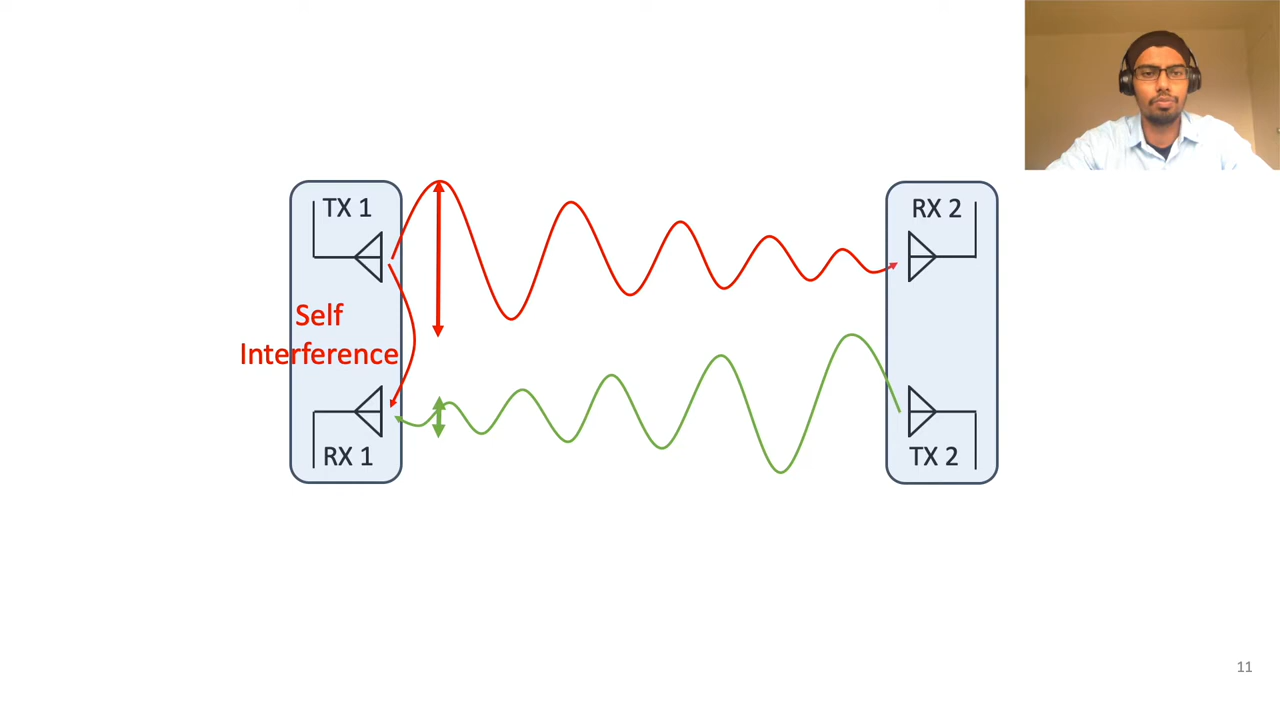 TX 1
RX 2
Self
Interference
RX 1
TX 2
11